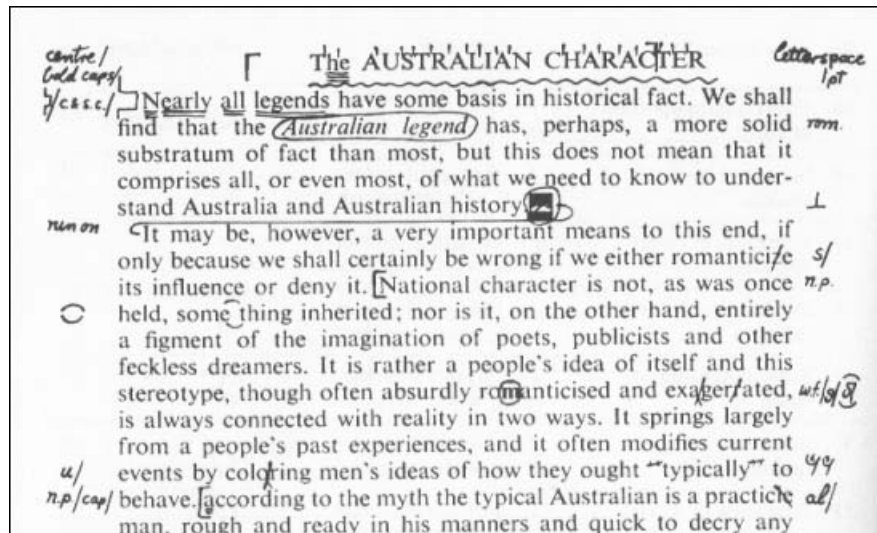 centre/ The AUSTRALIAN CHARACTER letterspace
bold caps/ 1pt
c & s.c./ Nearly all legends have some basis in historical fact. We shall
find that the Australian legend has, perhaps, a more solid rom.
substratum of fact than most, but this does not mean that it
comprises all, or even most, of what we need to know to under-
stand Australia and Australian history
run on It may be, however, a very important means to this end, if
only because we shall certainly be wrong if we either romanticize s/
its influence or deny it. [National character is not, as was once n.p.
held, some thing inherited; nor is it, on the other hand, entirely
a figment of the imagination of poets, publicists and other
feckless dreamers. It is rather a people's idea of itself and this
stereotype, though often absurdly romanticised and exagerrated, w.f./g/
is always connected with reality in two ways. It springs largely
from a people's past experiences, and it often modifies current
u/ events by coloring men's ideas of how they ought "typically" to
n.p/cap/ behave. [according to the myth the typical Australian is a practicle al/
man, rough and ready in his manners and quick to decry any